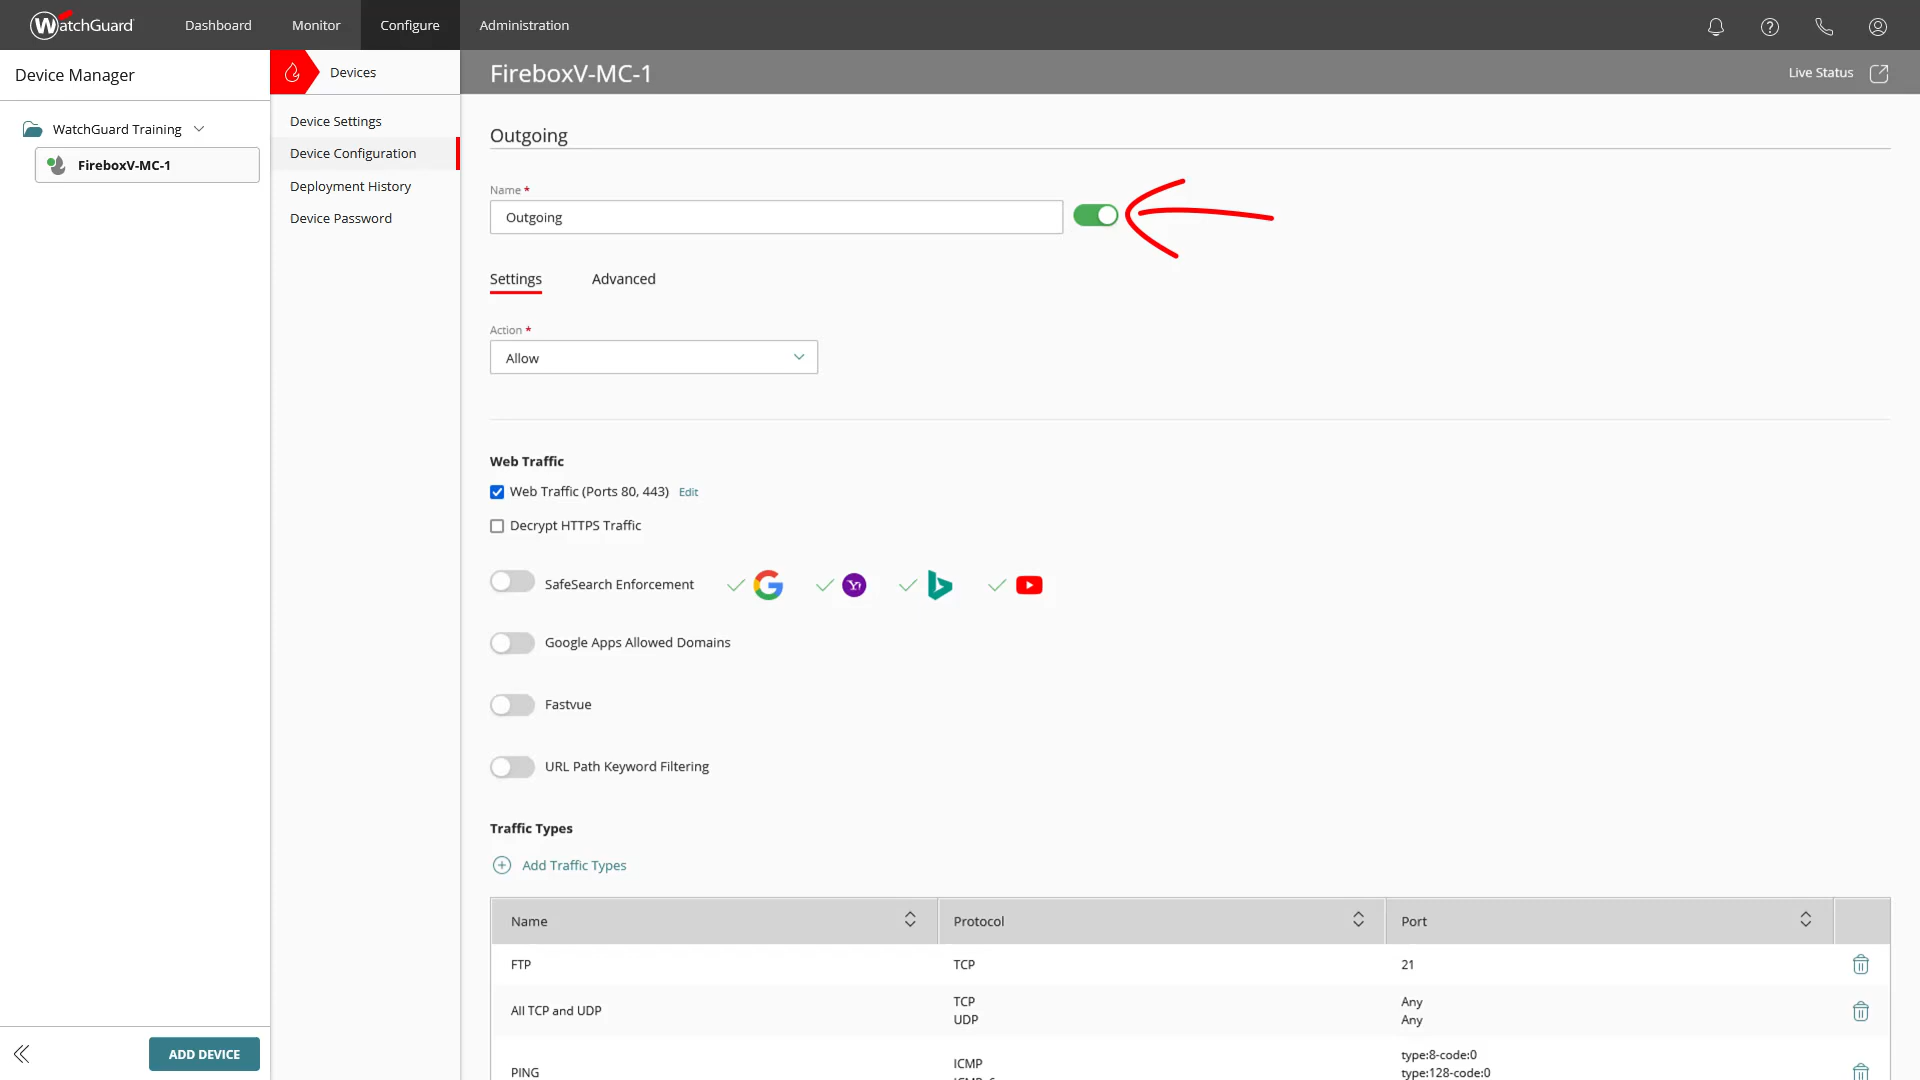 WatchGuard
Dashboard
Monitor
Configure
Administration
Device Manager
WatchGuard Training
FireboxV-MC-1
ADD DEVICE
Devices
Device Settings
Device Configuration
Deployment History
Device Password
FireboxV-MC-1
Live Status
Outgoing
Name *
Outgoing
Settings
Advanced
Action *
Allow
Web Traffic
Web Traffic (Ports 80, 443) Edit
Decrypt HTTPS Traffic
SafeSearch Enforcement
Google Apps Allowed Domains
Fastvue
URL Path Keyword Filtering
Traffic Types
Add Traffic Types
Name Protocol Port
FTP TCP 21
All TCP and UDP
TCP Any
UDP Any
PING
ICMP
type:8-code:0
type:128-code:0